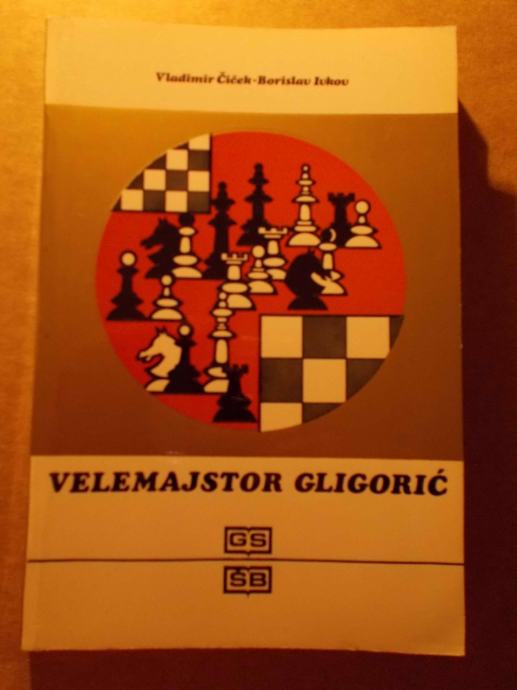 Vladimir Čiček-Borislav Ivkov
VELEMAJSTOR GLIGORIĆ
GS
ŠB